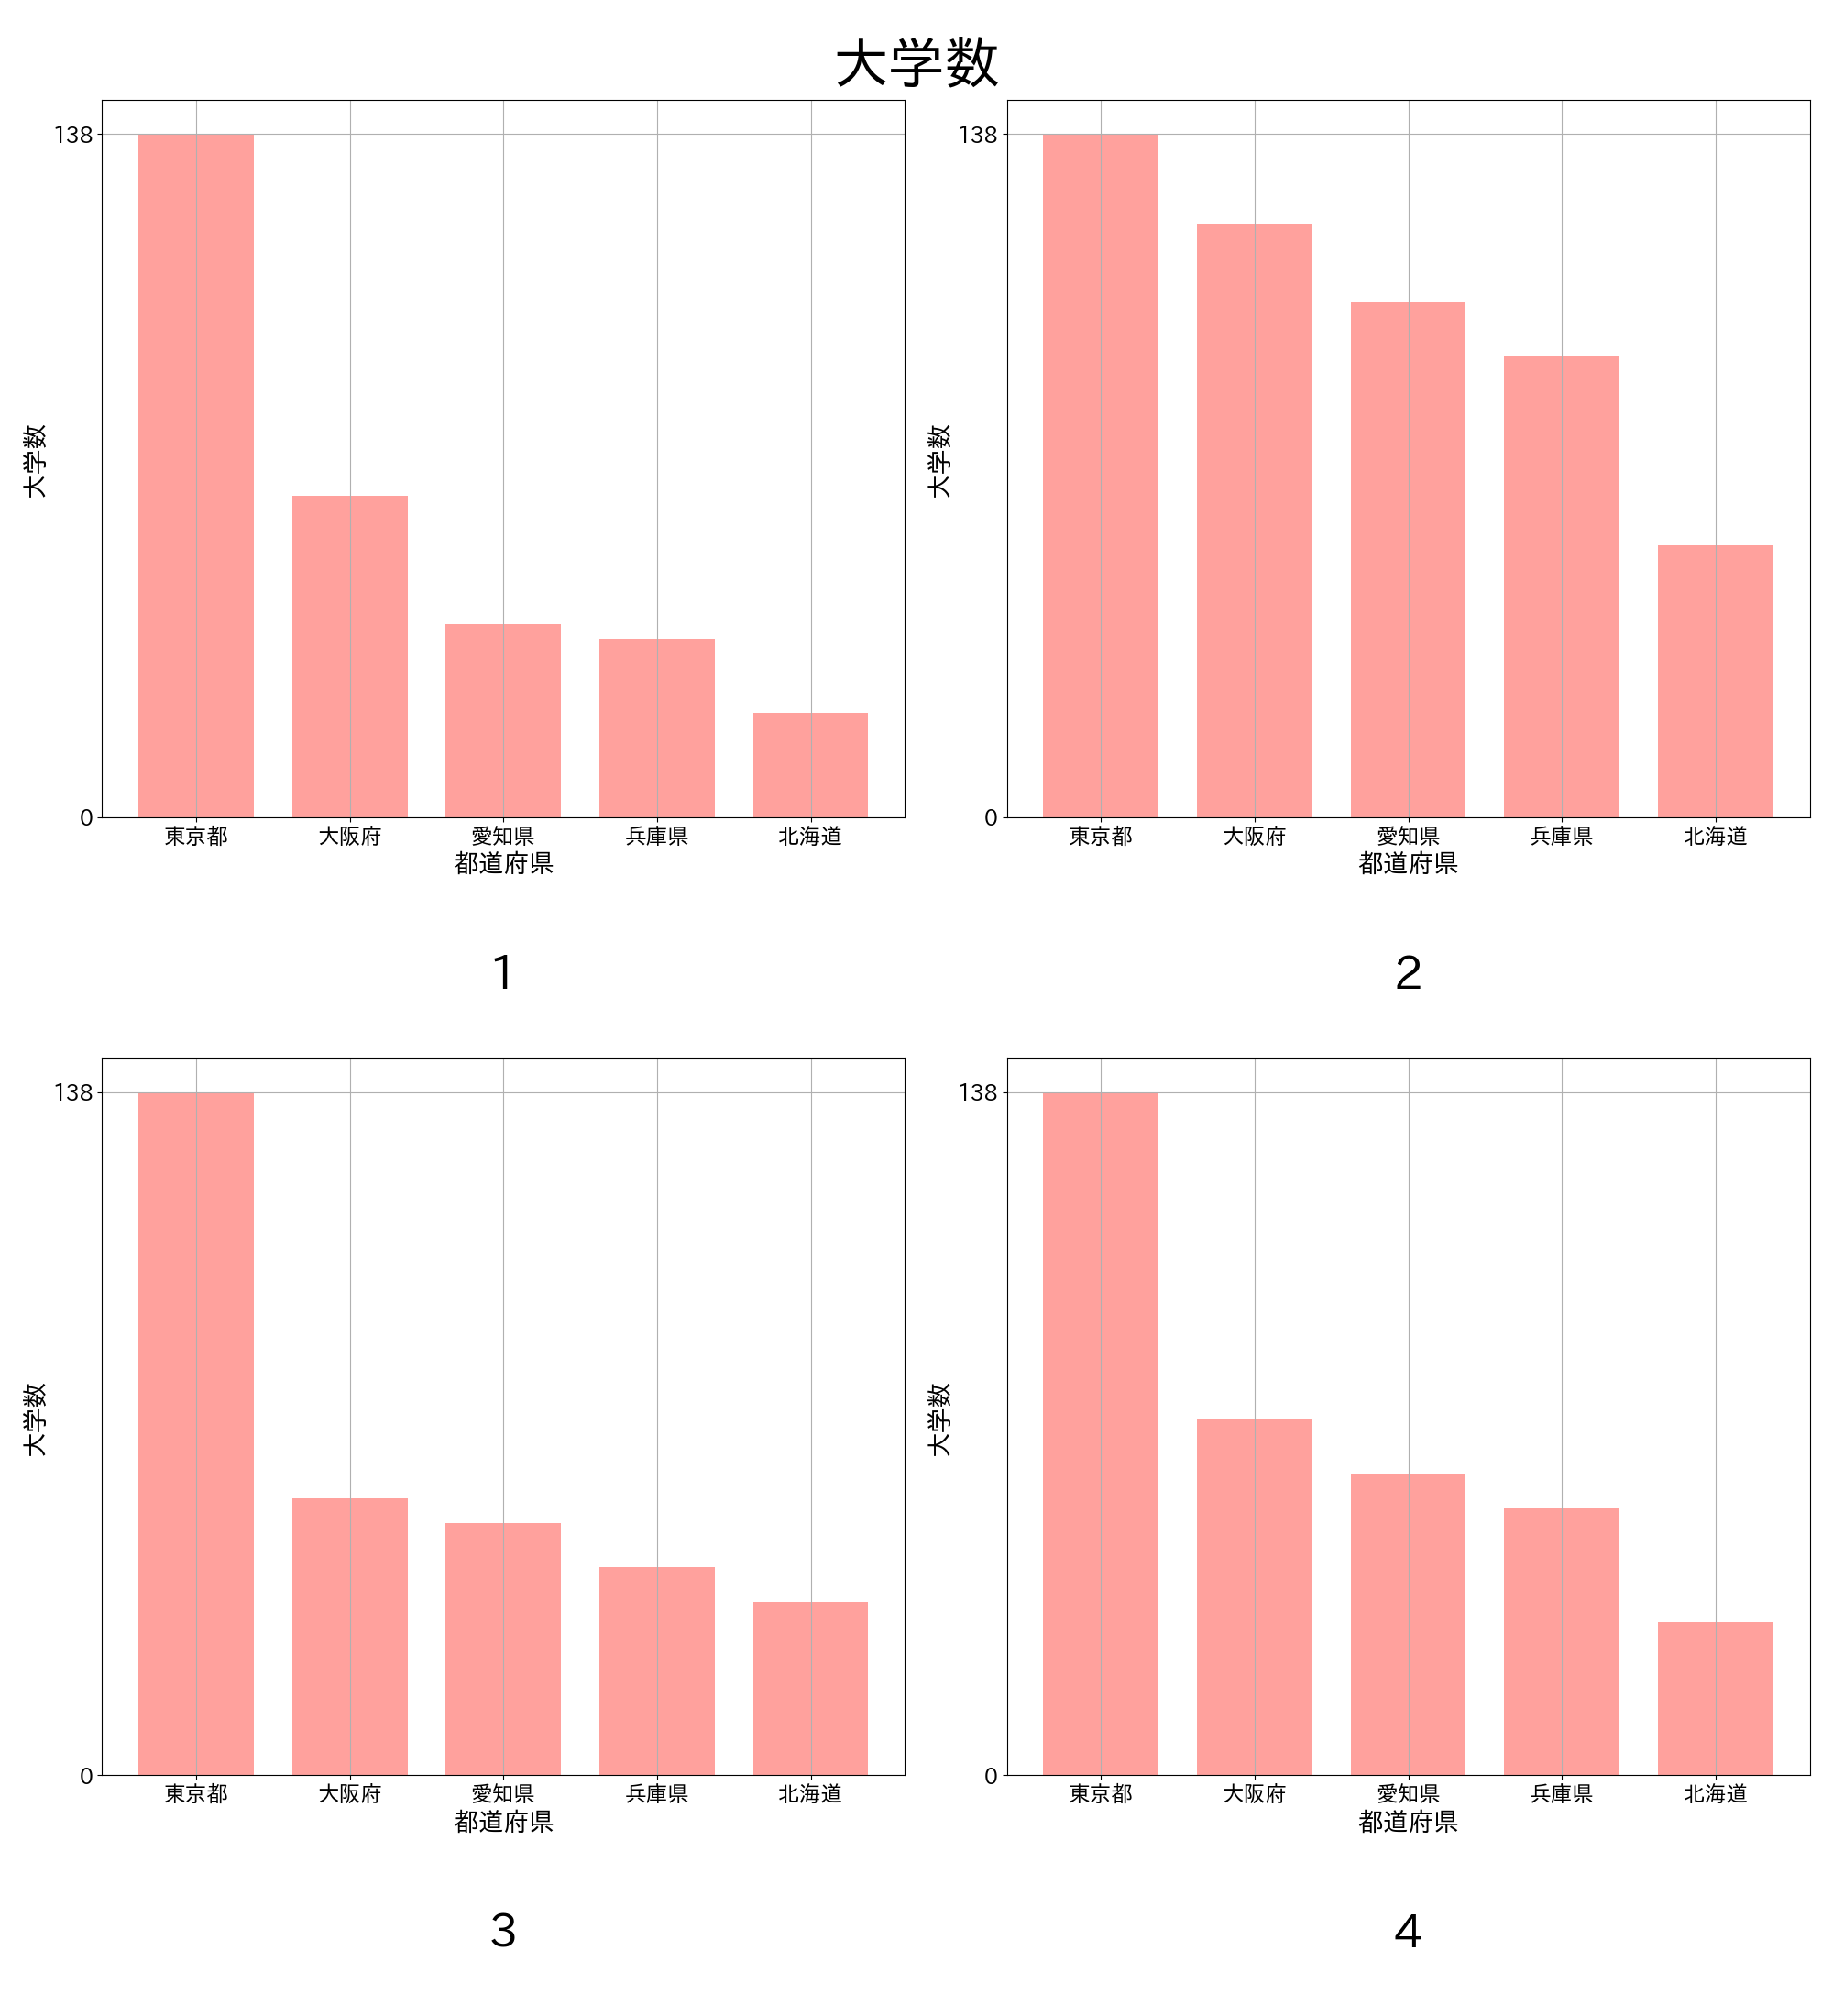 大学数
138
0
大学数
東京都 大阪府 愛知県 兵庫県 北海道
都道府県
1
138
0
大学数
東京都 大阪府 愛知県 兵庫県 北海道
都道府県
2
138
0
大学数
東京都 大阪府 愛知県 兵庫県 北海道
都道府県
3
138
0
大学数
東京都 大阪府 愛知県 兵庫県 北海道
都道府県
4